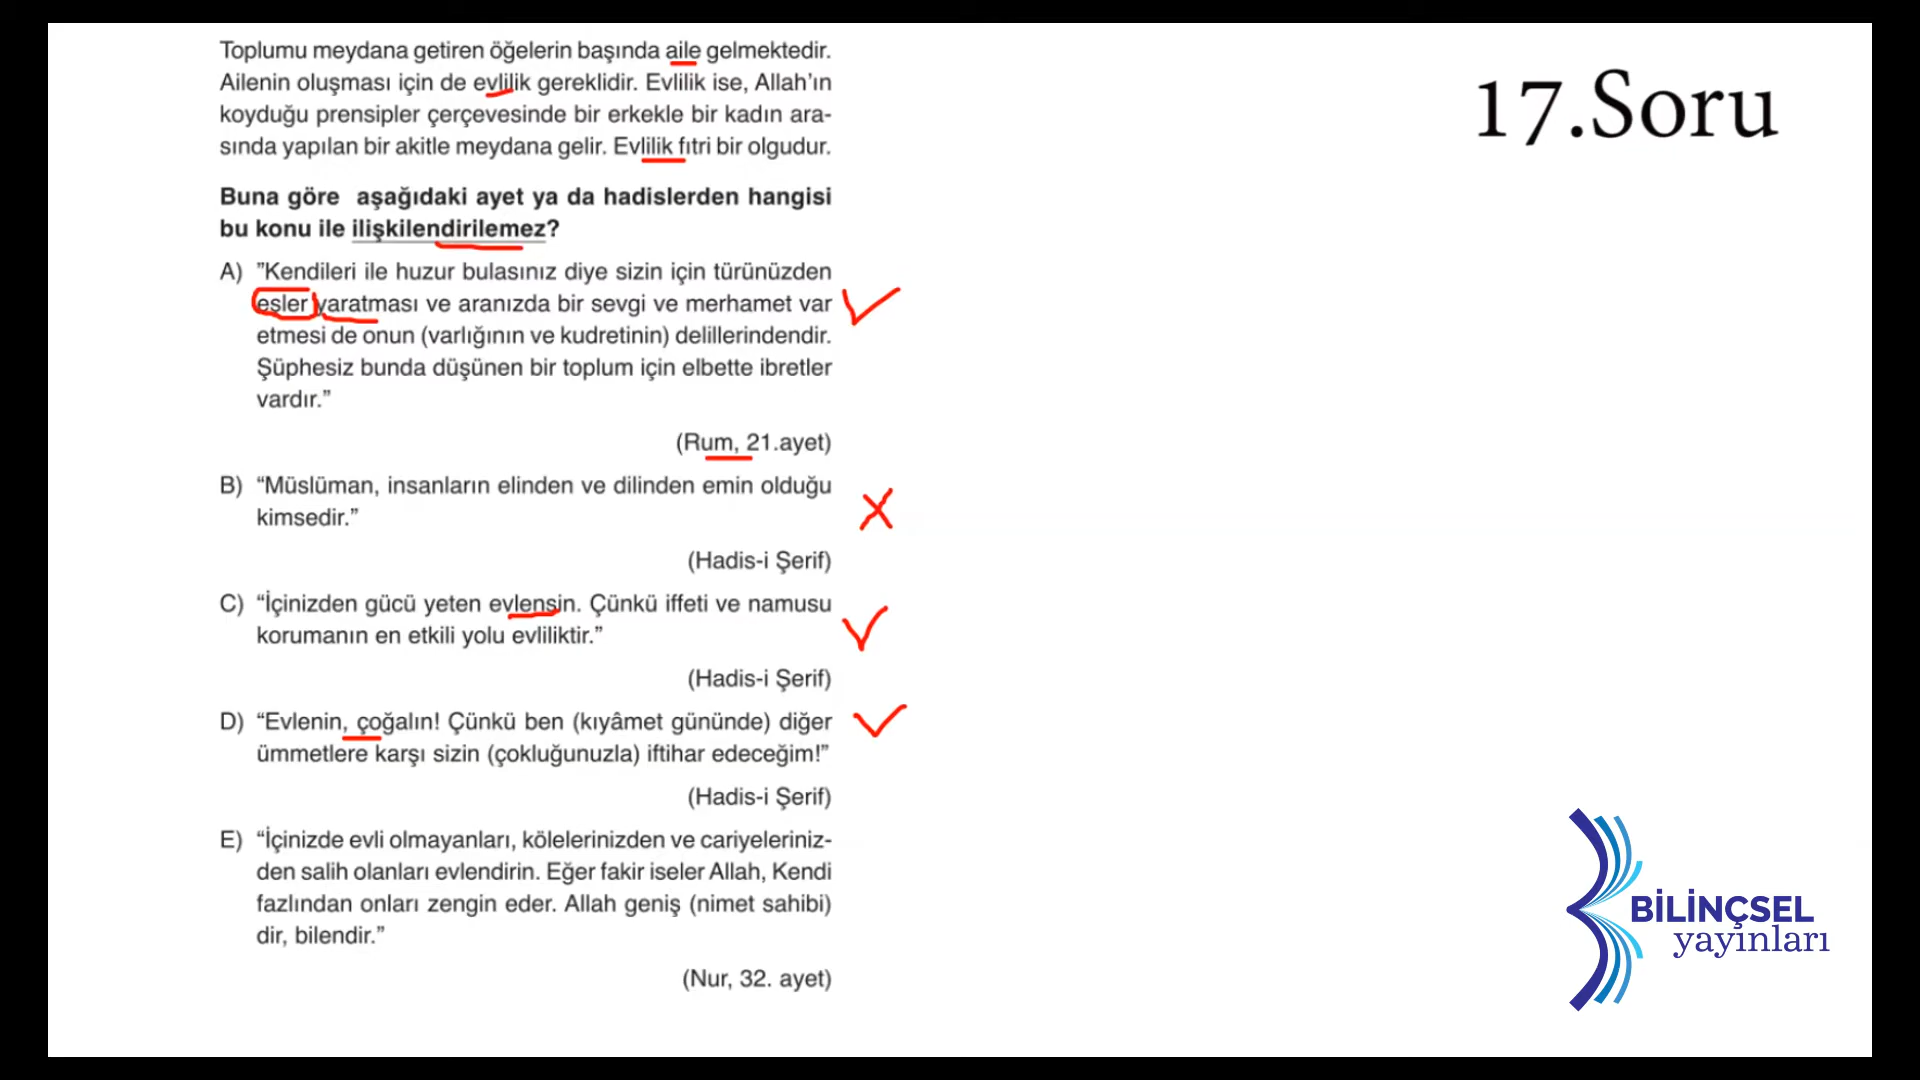 Toplumu meydana getiren öğelerin başında aile gelmektedir.
Ailenin oluşması için de evlilik gereklidir. Evlilik ise, Allah’ın
koyduğu prensipler çerçevesinde bir erkekle bir kadın ara-
sında yapılan bir akitle meydana gelir. Evlilik fıtri bir olgudur.
Buna göre aşağıdaki ayet ya da hadislerden hangisi
bu konu ile ilişkilendirilemez?
A) ”Kendileri ile huzur bulasınız diye sizin için türünüzden
eşler yaratması ve aranızda bir sevgi ve merhamet var
etmesi de onun (varlığının ve kudretinin) delillerindendir.
Şüphesiz bunda düşünen bir toplum için elbette ibretler
vardır.”
(Rum, 21.ayet)
B) “Müslüman, insanların elinden ve dilinden emin olduğu
kimsedir.”
(Hadis-i Şerif)
C) “İçinizden gücü yeten evlensin. Çünkü iffeti ve namusu
korumanın en etkili yolu evliliktir.”
(Hadis-i Şerif)
D) “Evlenin, çoğalın! Çünkü ben (kıyâmet gününde) diğer
ümmetlere karşı sizin (çokluğunuzla) iftihar edeceğim!”
(Hadis-i Şerif)
E) “İçinizde evli olmayanları, kölelerinizden ve cariyeleriniz-
den salih olanları evlendirin. Eğer fakir iseler Allah, Kendi
fazlından onları zengin eder. Allah geniş (nimet sahibi)
dir, bilendir.”
(Nur, 32. ayet)
17.Soru
BİLİNÇSEL
yayınları